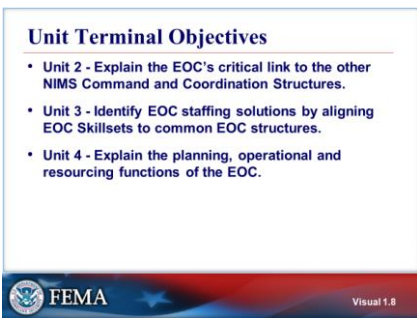 Unit Terminal Objectives
• Unit 2 - Explain the EOC's critical link to the other
NIMS Command and Coordination Structures.
• Unit 3 - Identify EOC staffing solutions by aligning
EOC Skillsets to common EOC structures.
• Unit 4 - Explain the planning, operational and
resourcing functions of the EOC.
FEMA
Visual 1.8